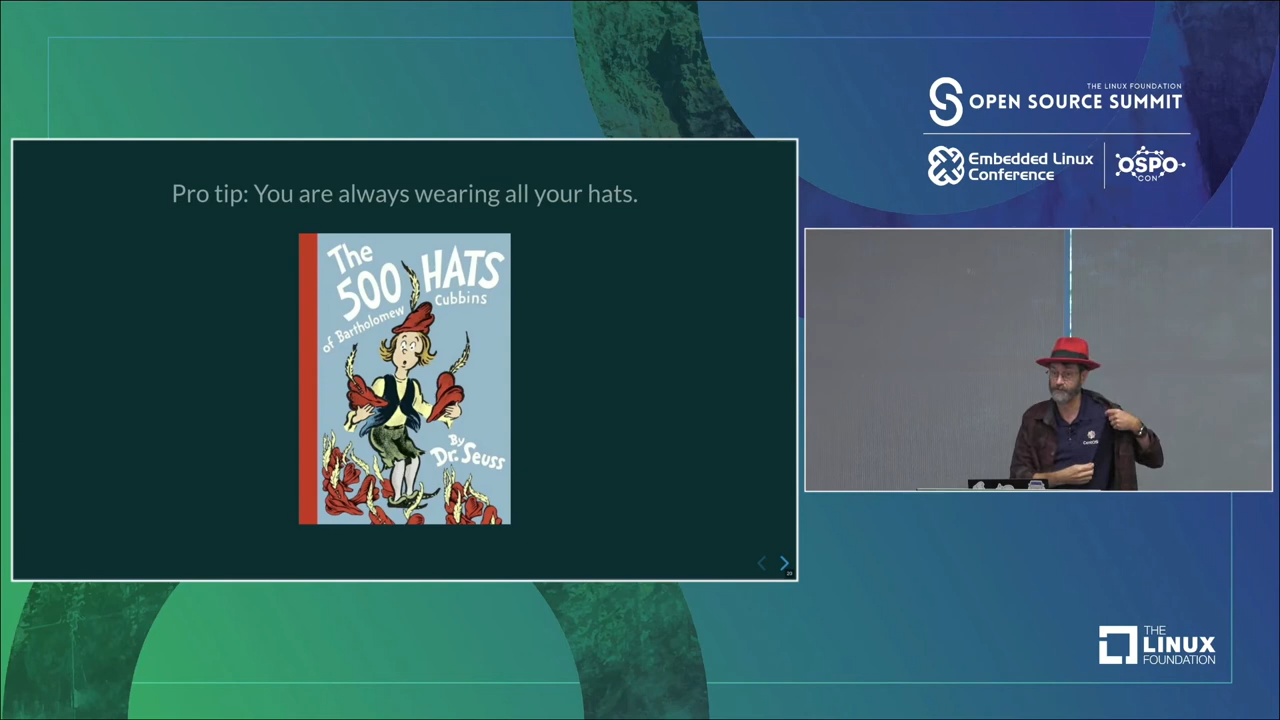 THE LINUX FOUNDATION
OPEN SOURCE SUMMIT
Embedded Linux
Conference
OSPO
CON
Pro tip: You are always wearing all your hats.
The
500 HATS
of Bartholomew Cubbins
By
Dr. Seuss
CentOS
THE
LINUX
FOUNDATION